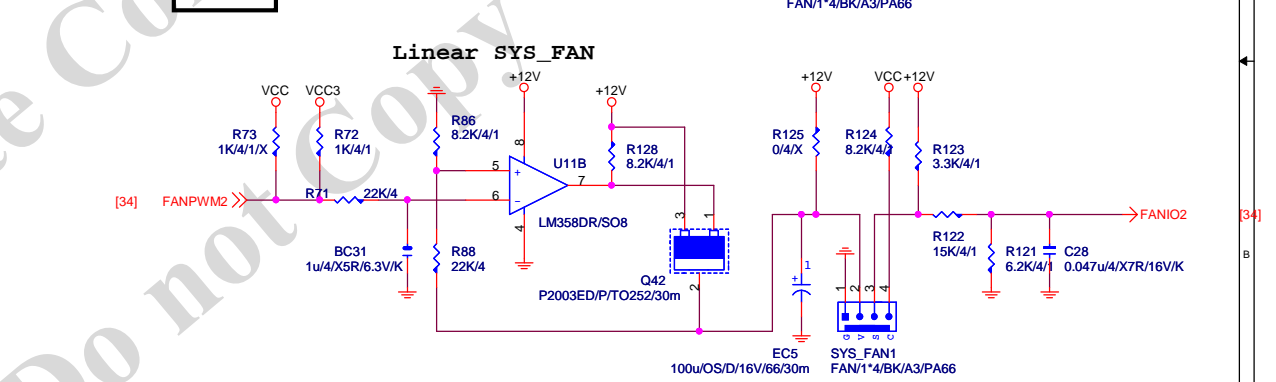 FAN/1*4/BK/A3/PA66
Linear SYS_FAN
+12V
+12V
+12V
VCC
+12V
VCC
VCC3
R73
1K/4/1/X
R72
1K/4/1
R86
8.2K/4/1
8
R128
8.2K/4/1
R125
0/4/X
R124
8.2K/4/1
R123
3.3K/4/1
5
+
U11B
7
6
-
4
LM358DR/SO8
[34]
FANPWM2
R71
22K/4
3
1
FANIO2
[34]
BC31
1u/4/X5R/6.3V/K
R88
22K/4
Q42
P2003ED/P/TO252/30m
2
R122
15K/4/1
R121
6.2K/4/1
C28
0.047u/4/X7R/16V/K
B
+
1
1
2
3
4
G
V
S
C
EC5
100u/OS/D/16V/66/30m
SYS_FAN1
FAN/1*4/BK/A3/PA66
Do not Copy